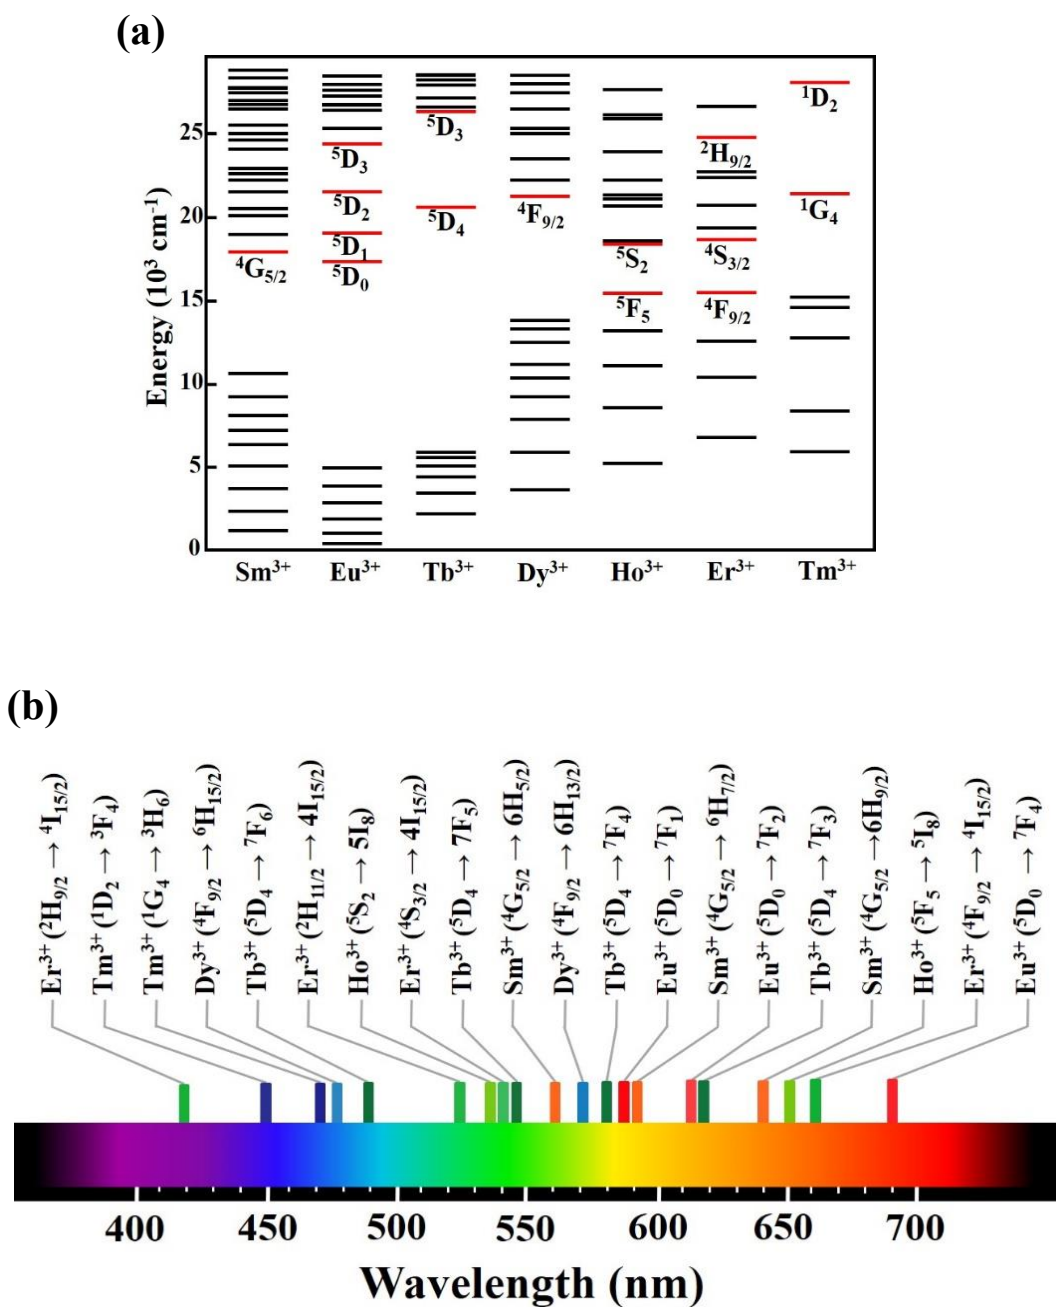 (a)
Energy (10³ cm⁻¹)
25
20
15
10
5
0
⁴G₅/₂
⁵D₃
⁵D₂
⁵D₁
⁵D₀
⁵D₃
⁵D₄
⁴F₉/₂
⁵S₂
⁵F₅
²H₉/₂
⁴S₃/₂
⁴F₉/₂
¹D₂
¹G₄
Sm³⁺ Eu³⁺ Tb³⁺ Dy³⁺ Ho³⁺ Er³⁺ Tm³⁺
(b)
Er³⁺ (²H₉/₂ → ⁴I₁₅/₂)
Tm³⁺ (¹D₂ → ³F₄)
Tm³⁺ (¹G₄ → ³H₆)
Dy³⁺ (⁴F₉/₂ → ⁶H₁₅/₂)
Tb³⁺ (⁵D₄ → ⁷F₆)
Er³⁺ (²H₁₁/₂ → 4I₁₅/₂)
Ho³⁺ (⁵S₂ → 5I₈)
Er³⁺ (⁴S₃/₂ → 4I₁₅/₂)
Tb³⁺ (⁵D₄ → 7F₅)
Sm³⁺ (⁴G₅/₂ → 6H₅/₂)
Dy³⁺ (⁴F₉/₂ → 6H₁₃/₂)
Tb³⁺ (⁵D₄ → ⁷F₄)
Eu³⁺ (⁵D₀ → ⁷F₁)
Sm³⁺ (⁴G₅/₂ → ⁶H₇/₂)
Eu³⁺ (⁵D₀ → ⁷F₂)
Tb³⁺ (⁵D₄ → ⁷F₃)
Sm³⁺ (⁴G₅/₂ →6H₉/₂)
Ho³⁺ (⁵F₅ → ⁵I₈)
Er³⁺ (⁴F₉/₂ → ⁴I₁₅/₂)
Eu³⁺ (⁵D₀ → ⁷F₄)
400 450 500 550 600 650 700
Wavelength (nm)